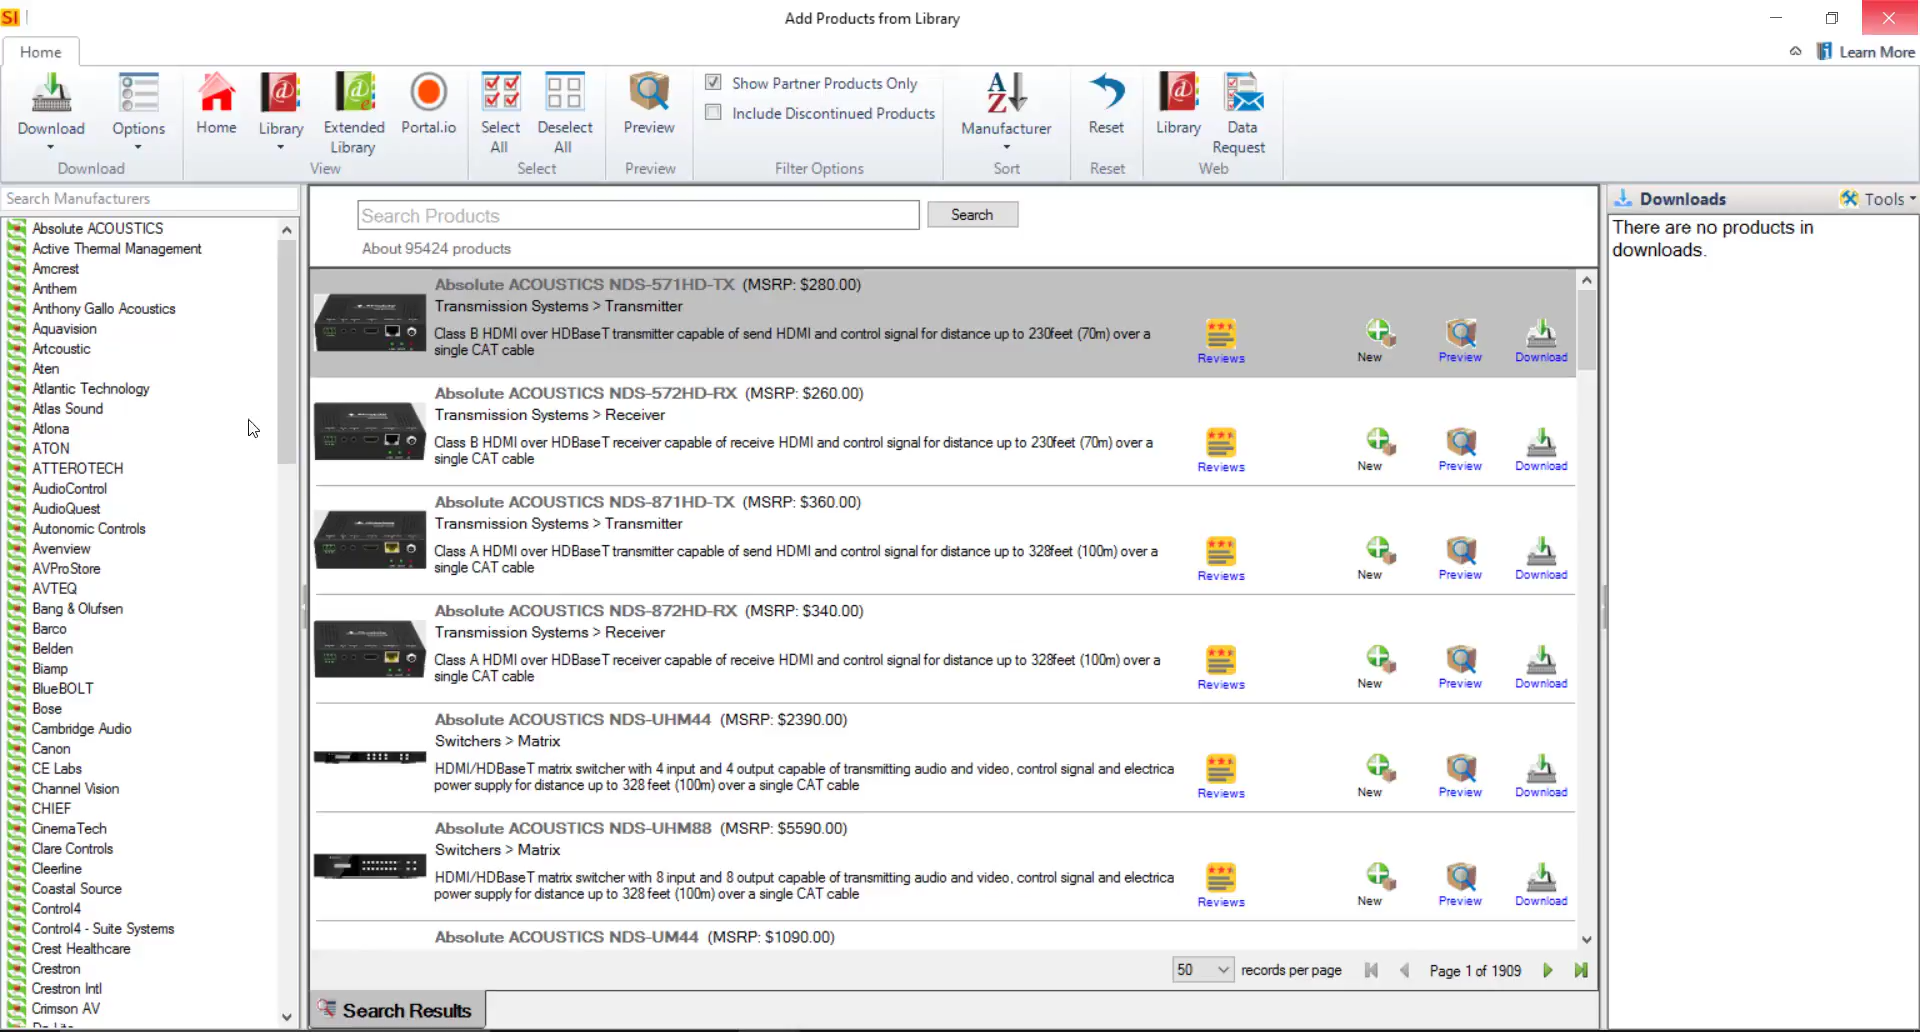 SI
Add Products from Library
Home
Learn More
Download
Options
Home
Library
Extended Library
Portal.io
Select All
Deselect All
Preview
Show Partner Products Only
Include Discontinued Products
Manufacturer
Reset
Library
Data Request
Download
View
Select
Preview
Filter Options
Sort
Reset
Web
Search Manufacturers
Absolute ACOUSTICS
Active Thermal Management
Amcrest
Anthem
Anthony Gallo Acoustics
Aquavision
Artcoustic
Aten
Atlantic Technology
Atlas Sound
Atlona
ATON
ATTEROTECH
AudioControl
AudioQuest
Autonomic Controls
Avenview
AVProStore
AVTEQ
Bang & Olufsen
Barco
Belden
Biamp
BlueBOLT
Bose
Cambridge Audio
Canon
CE Labs
Channel Vision
CHIEF
CinemaTech
Clare Controls
Cleerline
Coastal Source
Control4
Control4 - Suite Systems
Crest Healthcare
Crestron
Crestron Intl
Crimson AV
Search Products
Search
About 95424 products
Absolute ACOUSTICS NDS-571HD-TX (MSRP: $280.00)
Transmission Systems > Transmitter
Class B HDMI over HDBaseT transmitter capable of send HDMI and control signal for distance up to 230feet (70m) over a
single CAT cable
Reviews
New
Preview
Download
Absolute ACOUSTICS NDS-572HD-RX (MSRP: $260.00)
Transmission Systems > Receiver
Class B HDMI over HDBaseT receiver capable of receive HDMI and control signal for distance up to 230feet (70m) over a
single CAT cable
Reviews
New
Preview
Download
Absolute ACOUSTICS NDS-871HD-TX (MSRP: $360.00)
Transmission Systems > Transmitter
Class A HDMI over HDBaseT transmitter capable of send HDMI and control signal for distance up to 328feet (100m) over a
single CAT cable
Reviews
New
Preview
Download
Absolute ACOUSTICS NDS-872HD-RX (MSRP: $340.00)
Transmission Systems > Receiver
Class A HDMI over HDBaseT receiver capable of receive HDMI and control signal for distance up to 328feet (100m) over a
single CAT cable
Reviews
New
Preview
Download
Absolute ACOUSTICS NDS-UHM44 (MSRP: $2390.00)
Switchers > Matrix
HDMI/HDBaseT matrix switcher with 4 input and 4 output capable of transmitting audio and video, control signal and electrica
power supply for distance up to 328 feet (100m) over a single CAT cable
Reviews
New
Preview
Download
Absolute ACOUSTICS NDS-UHM88 (MSRP: $5590.00)
Switchers > Matrix
HDMI/HDBaseT matrix switcher with 8 input and 8 output capable of transmitting audio and video, control signal and electrica
power supply for distance up to 328 feet (100m) over a single CAT cable
Reviews
New
Preview
Download
Absolute ACOUSTICS NDS-UM44 (MSRP: $1090.00)
50 records per page
Page 1 of 1909
Search Results
Downloads
Tools
There are no products in
downloads.